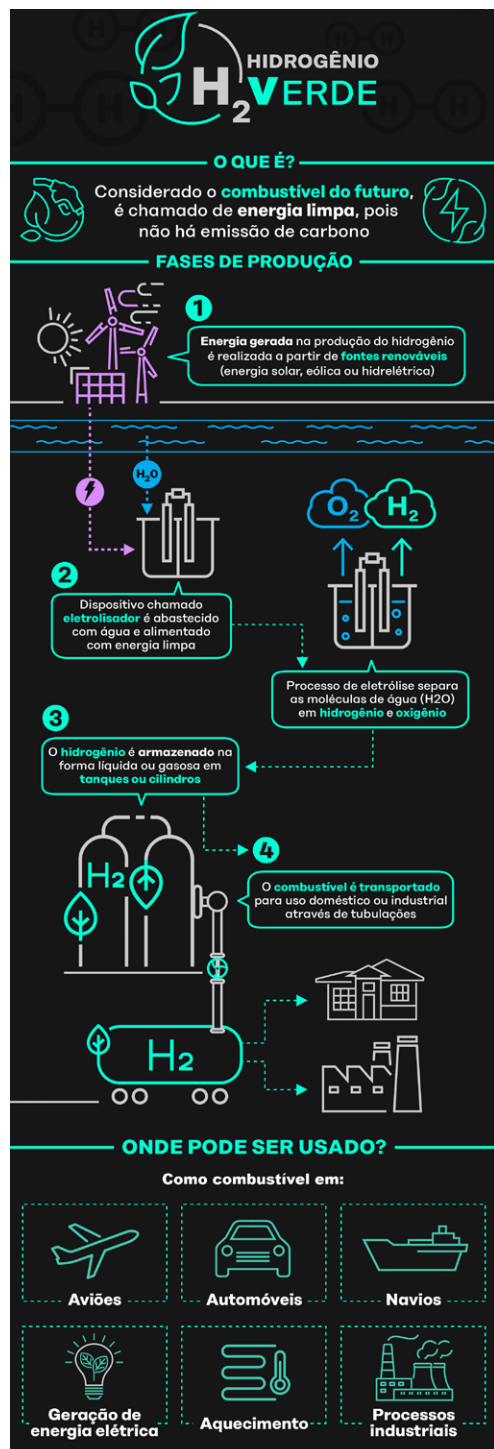 HIDROGÊNIO
H2VERDE
O QUE É?
Considerado o combustível do futuro,
é chamado de energia limpa, pois
não há emissão de carbono
FASES DE PRODUÇÃO
1
Energia gerada na produção do hidrogênio
é realizada a partir de fontes renováveis
(energia solar, eólica ou hidrelétrica)
H2O
O2
H2
2
Dispositivo chamado
eletrolisador é abastecido
com água e alimentado
com energia limpa
Processo de eletrólise separa
as moléculas de água (H2O)
em hidrogênio e oxigênio
3
O hidrogênio é armazenado na
forma líquida ou gasosa em
tanques ou cilindros
H2
4
O combustível é transportado
para uso doméstico ou industrial
através de tubulações
H2
ONDE PODE SER USADO?
Como combustível em:
Aviões
Automóveis
Navios
Geração de
energia elétrica
Aquecimento
Processos
industriais